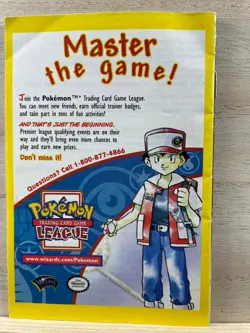 Master
the game!
Join the Pokémon™ Trading Card Game League.
You can meet new friends, earn official trainer badges,
and take part in tons of fun activities!
AND THAT'S JUST THE BEGINNING.
Premier league qualifying events are on their
way and they'll bring even more chances to
play and earn new prizes.
Don't miss it!
Questions? Call 1-800-877-4866
POKéMON
TRADING CARD GAME
LEAGUE
www.wizards.com/Pokemon